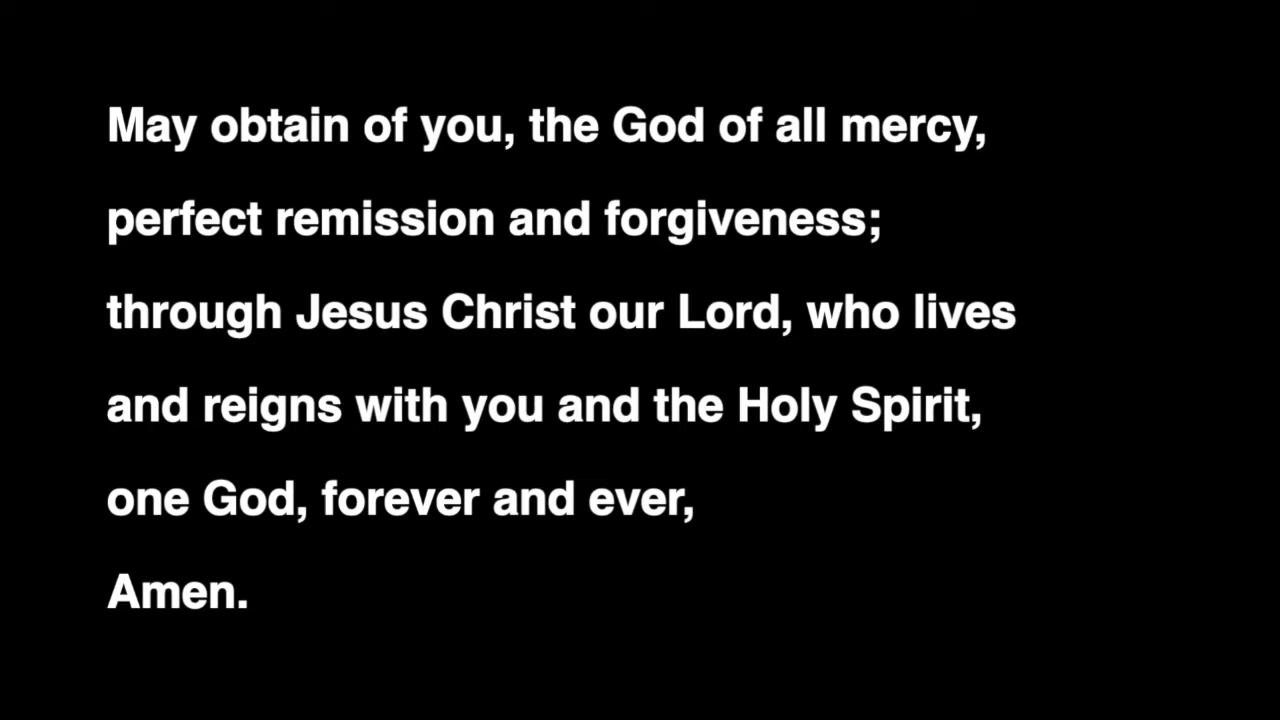 May obtain of you, the God of all mercy,
perfect remission and forgiveness;
through Jesus Christ our Lord, who lives
and reigns with you and the Holy Spirit,
one God, forever and ever,
Amen.